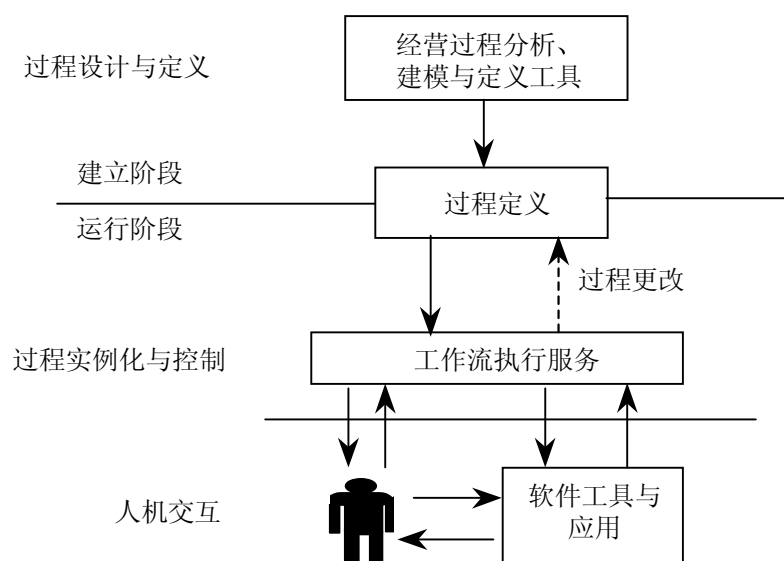 经营过程分析、
建模与定义工具
过程设计与定义
建立阶段
过程定义
运行阶段
过程更改
过程实例化与控制
工作流执行服务
人机交互
软件工具与
应用